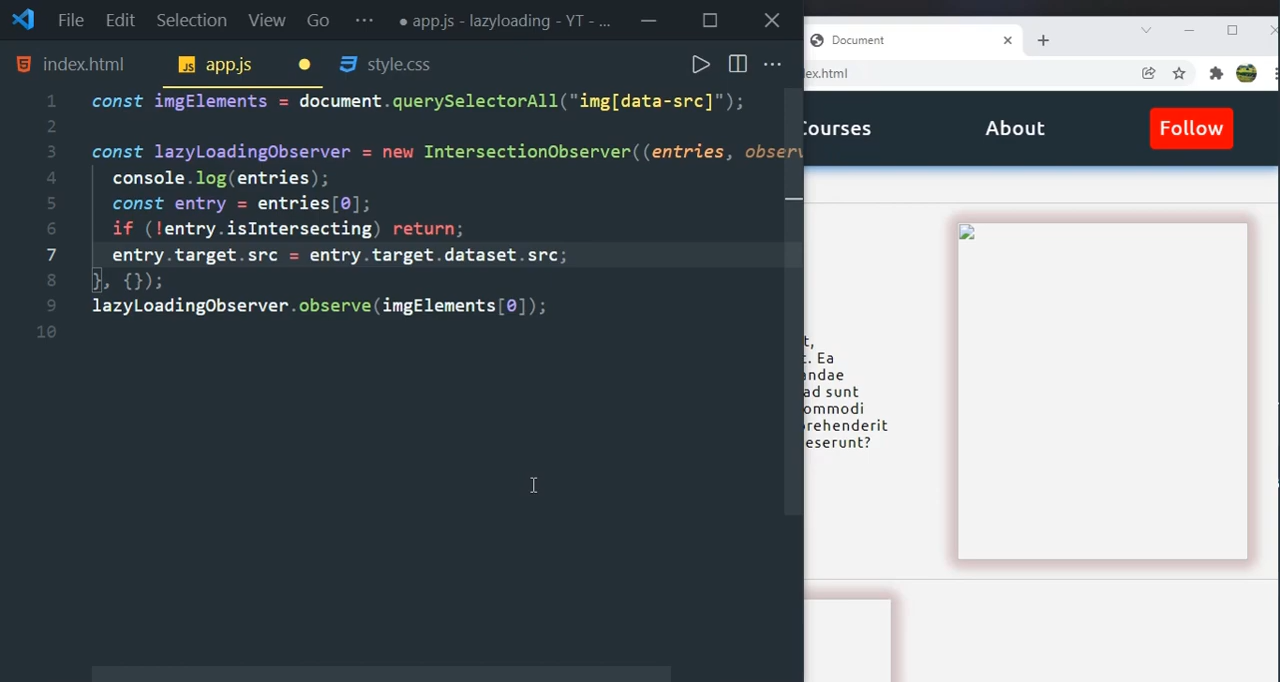 File Edit Selection View Go ··· ● app.js - lazyloading - YT - ...
index.html app.js ● style.css ···
1 const imgElements = document.querySelectorAll("img[data-src]");
2
3 const lazyLoadingObserver = new IntersectionObserver((entries, observ
4 console.log(entries);
5 const entry = entries[0];
6 if (!entry.isIntersecting) return;
7 entry.target.src = entry.target.dataset.src;
8 }, {});
9 lazyLoadingObserver.observe(imgElements[0]);
10
Document
ex.html
Courses About Follow
t,
t. Ea
andae
ad sunt
ommodi
prehenderit
eserunt?